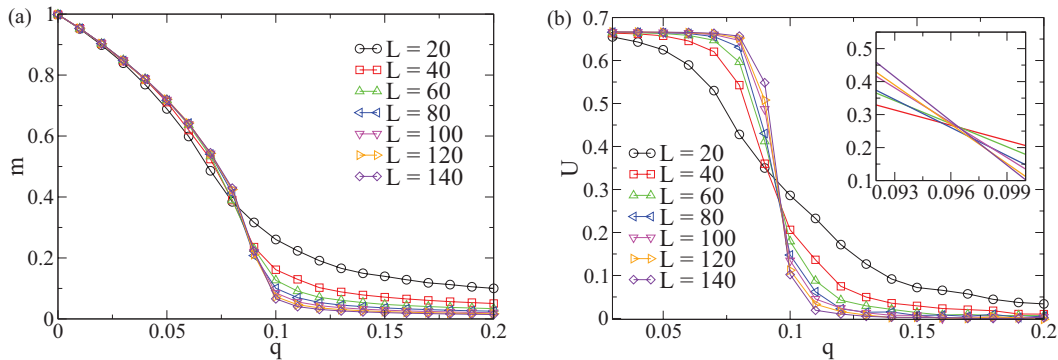 (a)
1
0.8
0.6
0.4
0.2
0
m
0
0.05
0.1
0.15
0.2
q
L = 20
L = 40
L = 60
L = 80
L = 100
L = 120
L = 140
(b)
0.7
0.6
0.5
0.4
0.3
0.2
0.1
0
U
0.05
0.1
0.15
0.2
q
L = 20
L = 40
L = 60
L = 80
L = 100
L = 120
L = 140
0.5
0.4
0.3
0.2
0.1
0.093
0.096
0.099